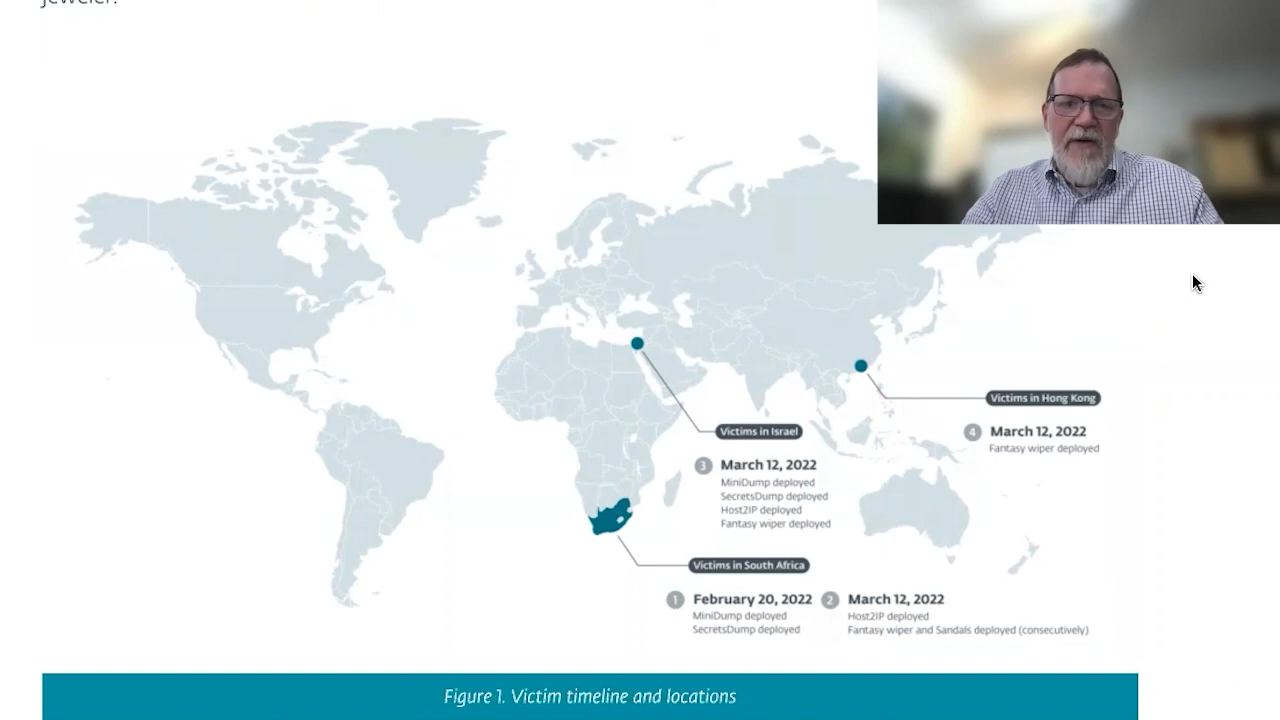 jeweler.
Victims in Hong Kong
4 March 12, 2022
Fantasy wiper deployed
Victims in Israel
3 March 12, 2022
MiniDump deployed
SecretsDump deployed
Host2IP deployed
Fantasy wiper deployed
Victims in South Africa
1 February 20, 2022
MiniDump deployed
SecretsDump deployed
2 March 12, 2022
Host2IP deployed
Fantasy wiper and Sandals deployed (consecutively)
Figure 1. Victim timeline and locations